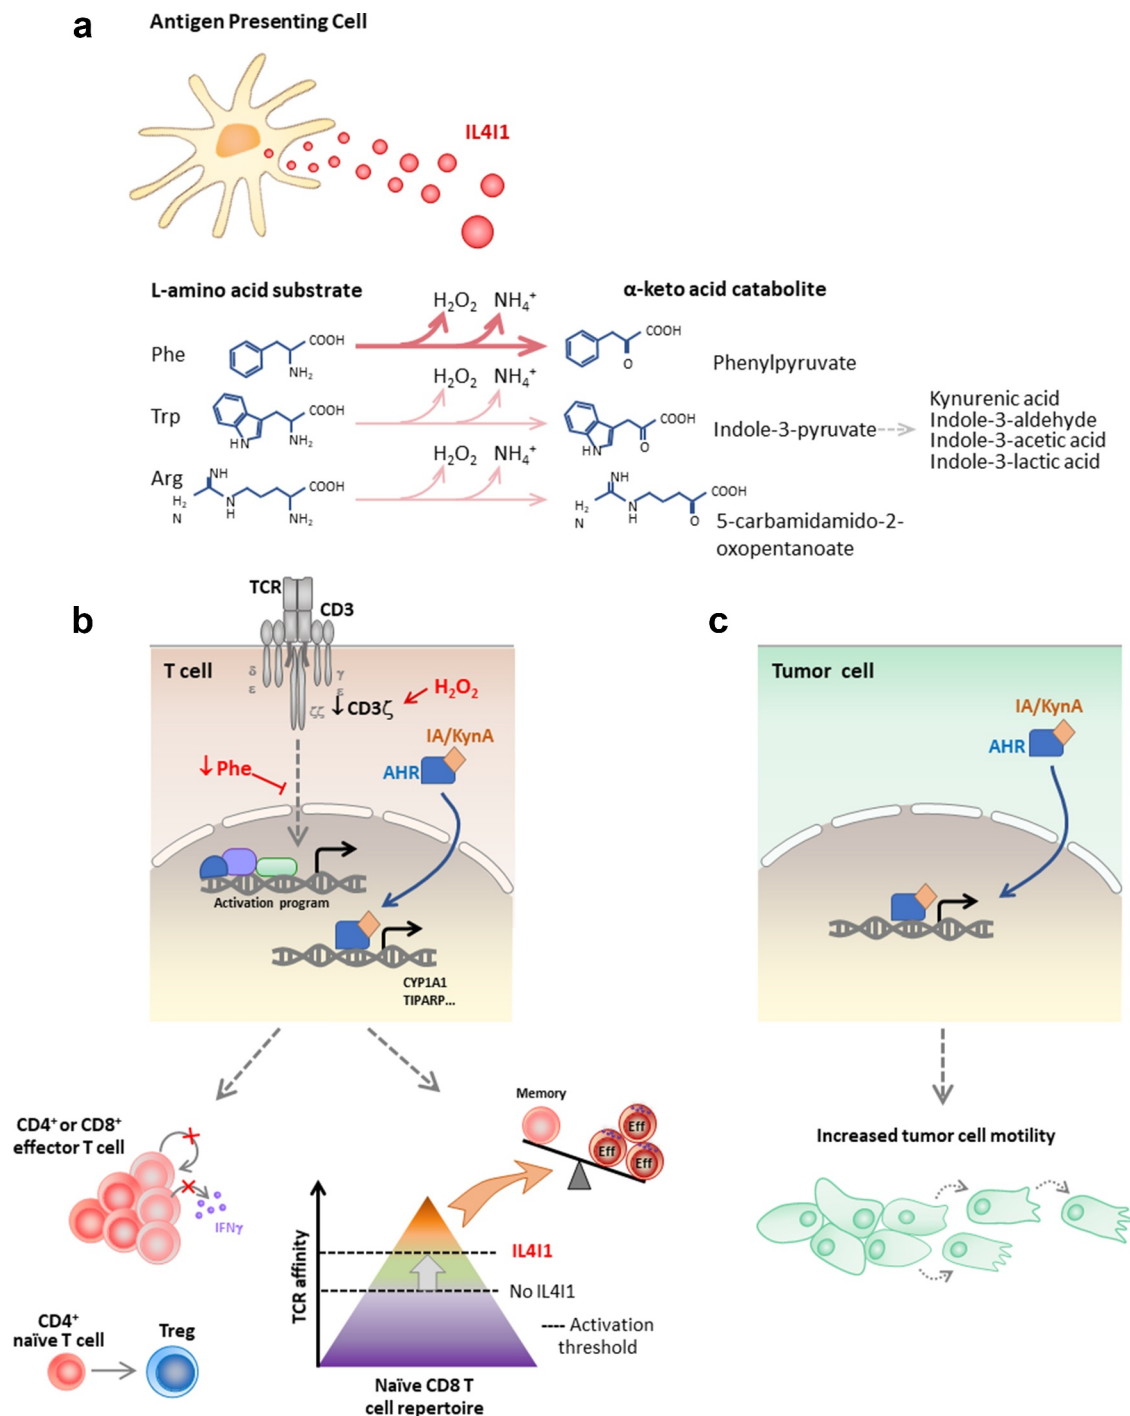 a
Antigen Presenting Cell
IL4I1
L-amino acid substrate
α-keto acid catabolite
H₂O₂ NH₄⁺
Phe
COOH
NH₂
COOH
O
Phenylpyruvate
H₂O₂ NH₄⁺
Trp
COOH
HN
NH₂
COOH
HN
O
Indole-3-pyruvate
Kynurenic acid
Indole-3-aldehyde
Indole-3-acetic acid
Indole-3-lactic acid
H₂O₂ NH₄⁺
Arg
NH
H₂
N
N
H
COOH
NH₂
NH
H₂
N
N
H
COOH
O
5-carbamidamido-2-
oxopentanoate
b
TCR
CD3
T cell
δ
ε
γ
ε
ζζ
↓CD3ζ
H₂O₂
↓Phe
IA/KynA
AHR
Activation program
CYP1A1
TIPARP...
c
Tumor cell
IA/KynA
AHR
CD4⁺ or CD8⁺
effector T cell
IFNγ
CD4⁺
naïve T cell
Treg
Memory
Eff
Eff
Eff
TCR affinity
IL4I1
No IL4I1
---- Activation
threshold
Naïve CD8 T
cell repertoire
Increased tumor cell motility